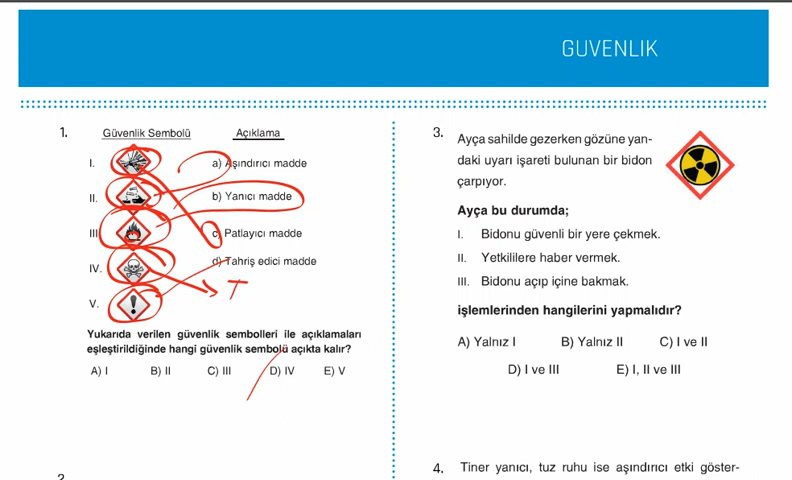 GUVENLIK
1.
Güvenlik Sembolü Açıklama
I. a) Aşındırıcı madde
II. b) Yanıcı madde
III c) Patlayıcı madde
IV. d) Tahriş edici madde
T
V.
Yukarıda verilen güvenlik sembolleri ile açıklamaları
eşleştirildiğinde hangi güvenlik sembolü açıkta kalır?
A) I B) II C) III D) IV E) V
2
3.
Ayça sahilde gezerken gözüne yan-
daki uyarı işareti bulunan bir bidon
çarpıyor.
Ayça bu durumda;
I. Bidonu güvenli bir yere çekmek.
II. Yetkililere haber vermek.
III. Bidonu açıp içine bakmak.
işlemlerinden hangilerini yapmalıdır?
A) Yalnız I B) Yalnız II C) I ve II
D) I ve III E) I, II ve III
4. Tiner yanıcı, tuz ruhu ise aşındırıcı etki göster-